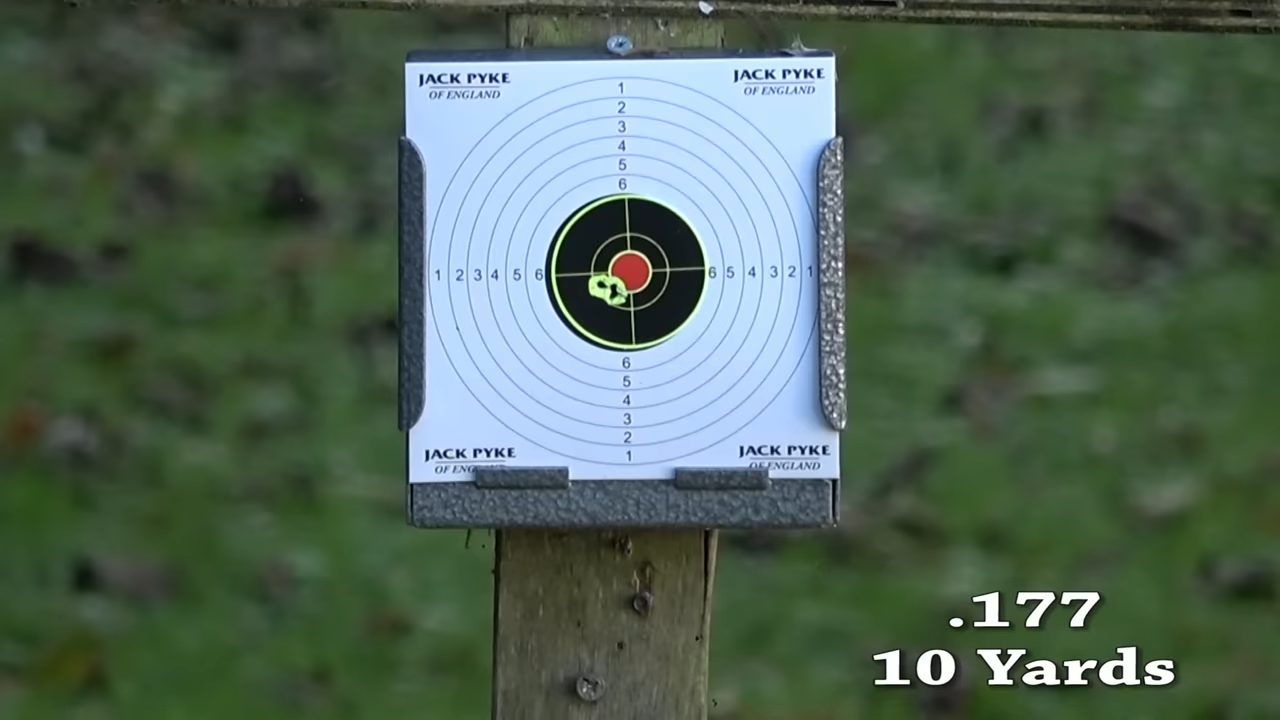 JACK PYKE
OF ENGLAND
JACK PYKE
OF ENGLAND
1
2
3
4
5
6
1 2 3 4 5 6
6 5 4 3 2 1
6
5
4
3
2
1
JACK PYKE
OF ENGLAND
JACK PYKE
OF ENGLAND
.177
10 Yards